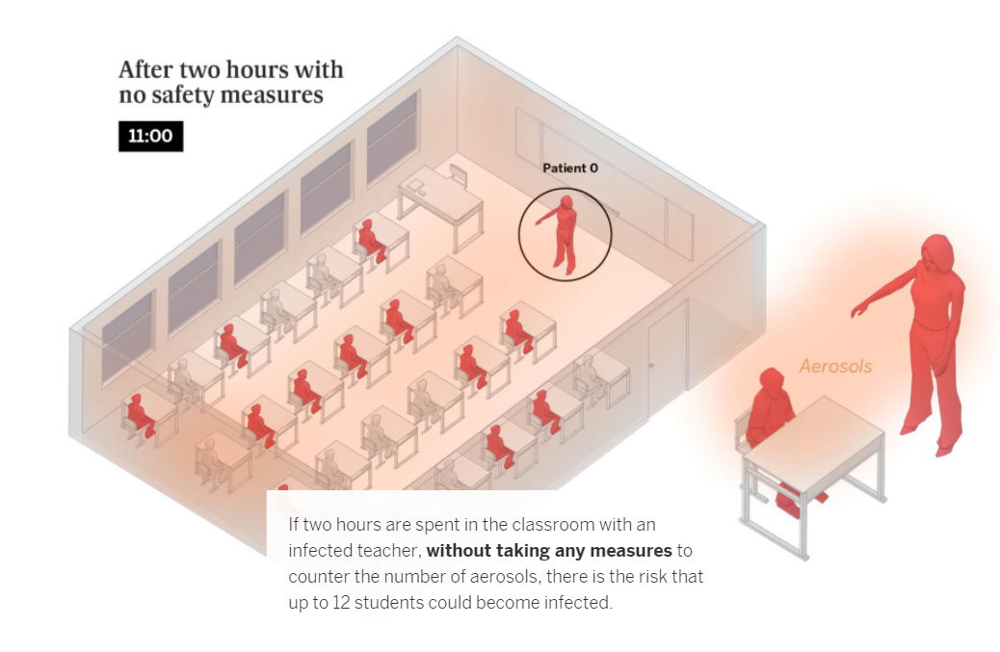 After two hours with
no safety measures
11:00
Patient 0
Aerosols
If two hours are spent in the classroom with an
infected teacher, without taking any measures to
counter the number of aerosols, there is the risk that
up to 12 students could become infected.